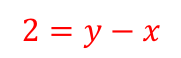 2 = y − x